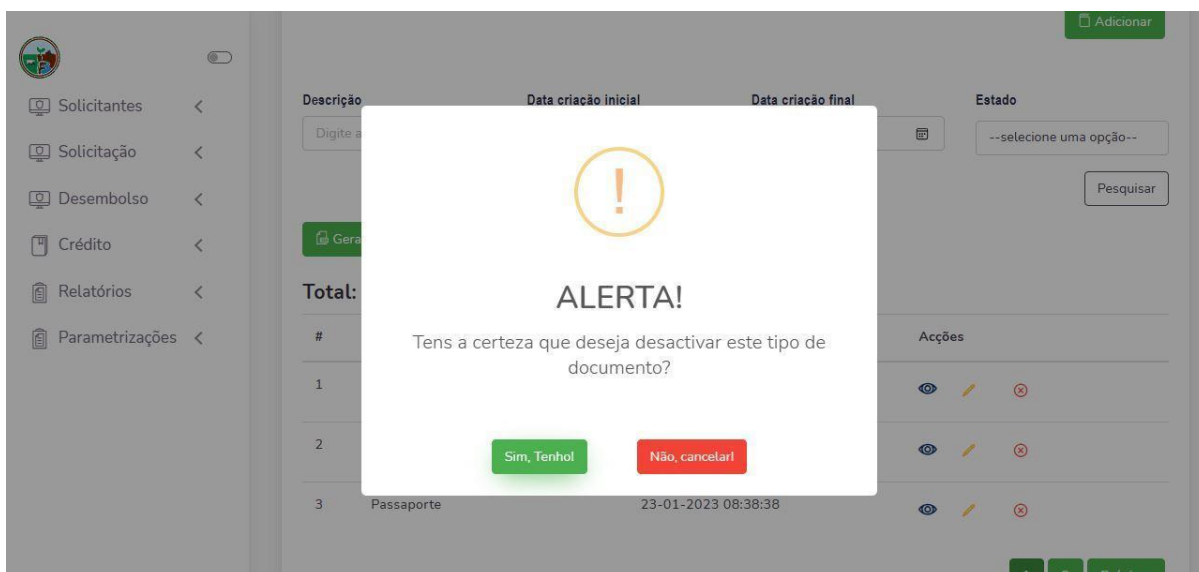 Adicionar
Solicitantes
Solicitação
Desembolso
Crédito
Relatórios
Parametrizações
Descrição Data criação inicial Data criação final Estado
Digite a --selecione uma opção--
Pesquisar
Gera
Total:
# Acções
1
2
3 Passaporte 23-01-2023 08:38:38
!
ALERTA!
Tens a certeza que deseja desactivar este tipo de
documento?
Sim, Tenho! Não, cancelar!